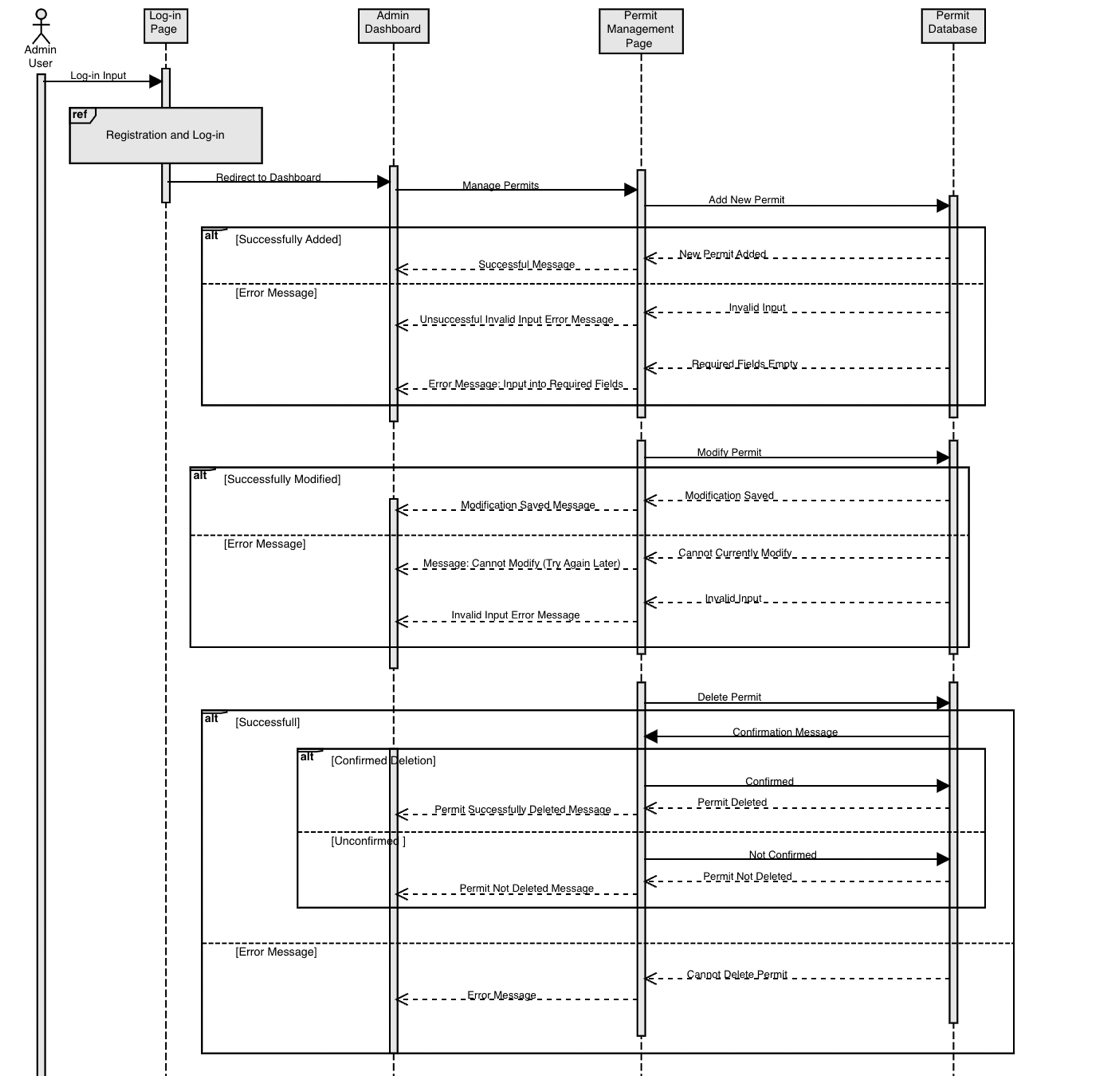 Log-in
Page
Admin
Dashboard
Permit
Management
Page
Permit
Database
Admin
User
Log-in Input
ref
Registration and Log-in
Redirect to Dashboard
Manage Permits
Add New Permit
alt
[Successfully Added]
New Permit Added
Successful Message
[Error Message]
Invalid Input
Unsuccessful Invalid Input Error Message
Required Fields Empty
Error Message: Input into Required Fields
Modify Permit
alt
[Successfully Modified]
Modification Saved
Modification Saved Message
[Error Message]
Cannot Currently Modify
Message: Cannot Modify (Try Again Later)
Invalid Input
Invalid Input Error Message
Delete Permit
alt
[Successfull]
Confirmation Message
alt
[Confirmed Deletion]
Confirmed
Permit Deleted
Permit Successfully Deleted Message
[Unconfirmed ]
Not Confirmed
Permit Not Deleted
Permit Not Deleted Message
[Error Message]
Cannot Delete Permit
Error Message